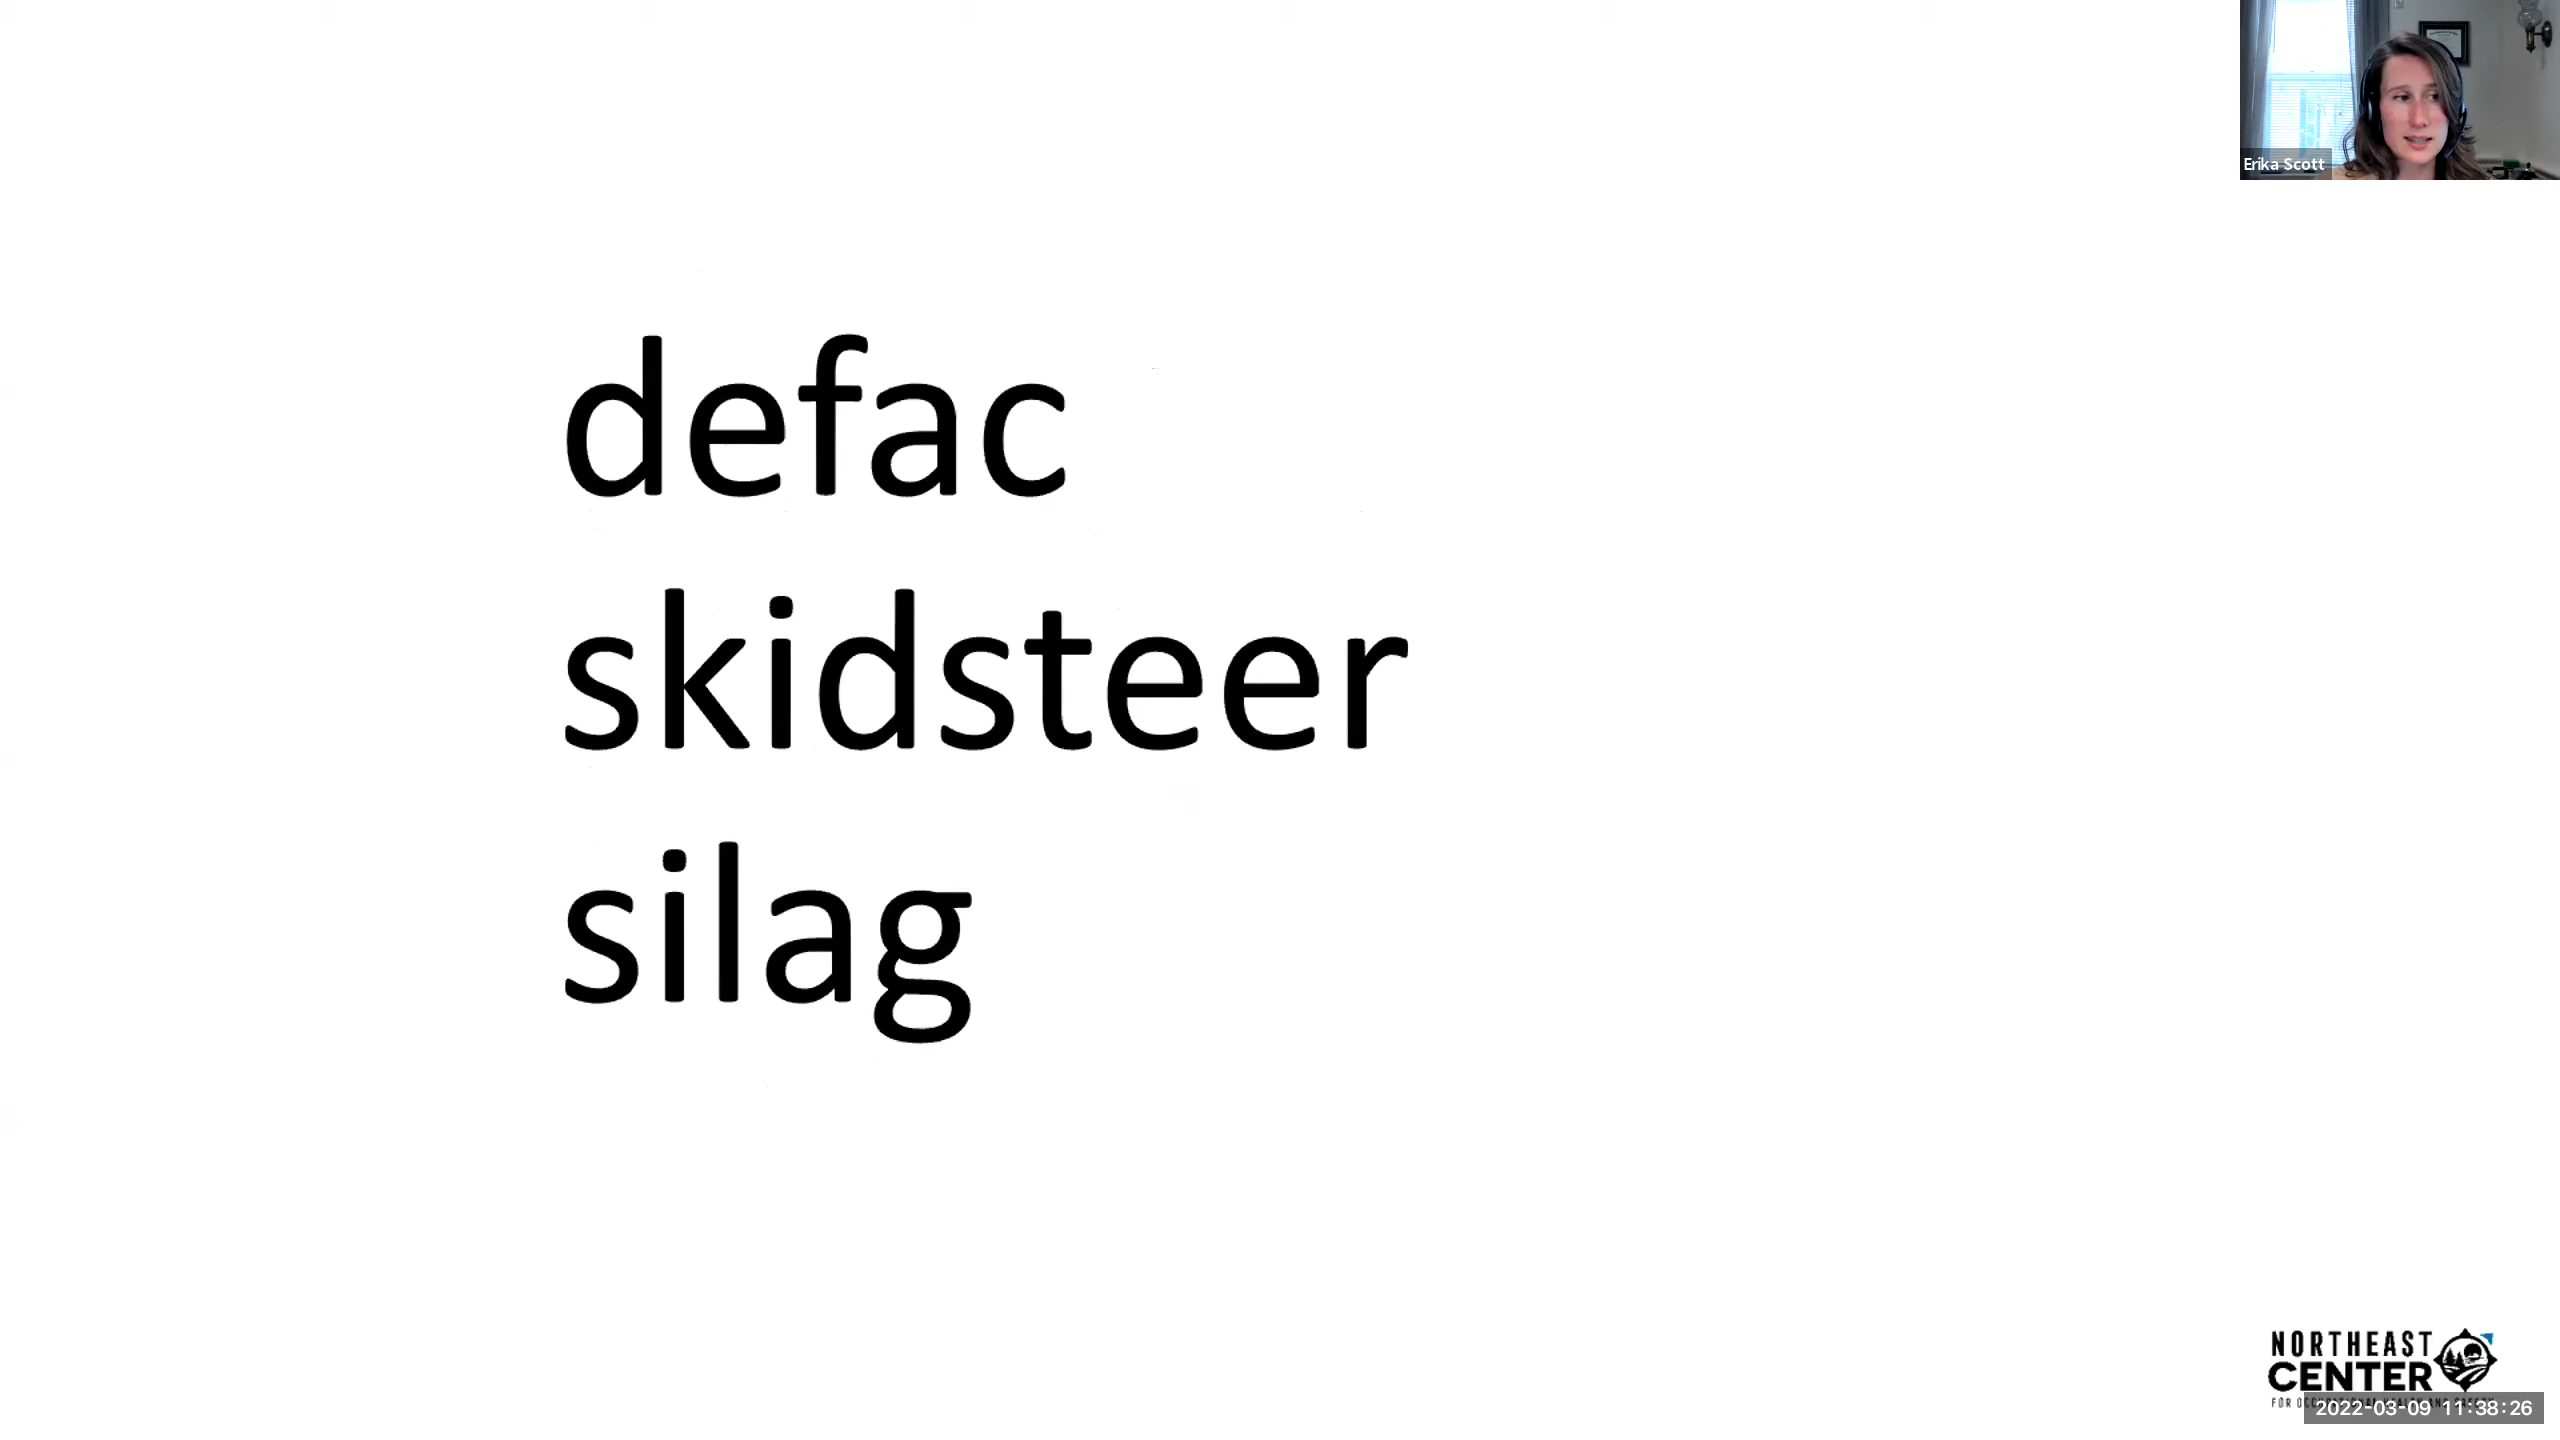 Erika Scott
defac
skidsteer
silag
NORTHEAST
CENTER
2022-03-09 11:38:26